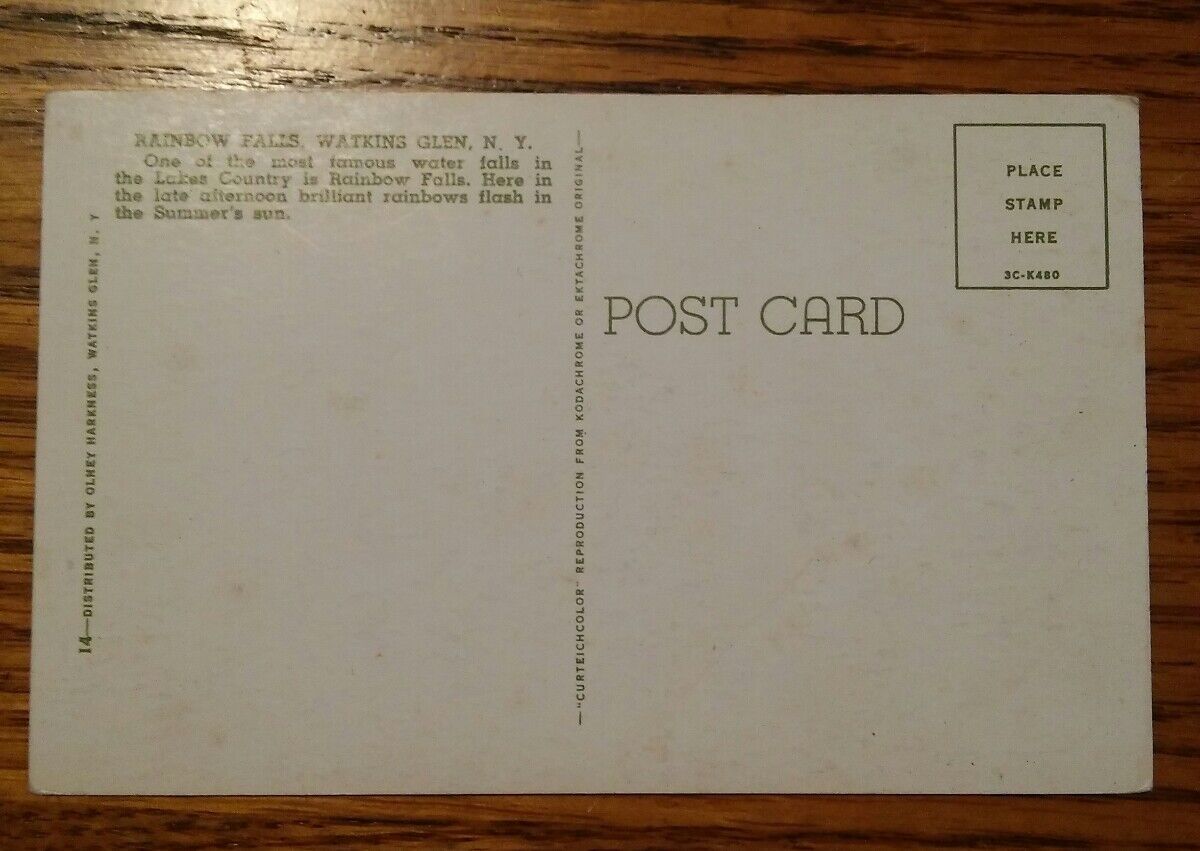 RAINBOW FALLS, WATKINS GLEN, N. Y.
One of the most famous water falls in
the Lakes Country is Rainbow Falls. Here in
the late afternoon brilliant rainbows flash in
the Summer's sun.
14—DISTRIBUTED BY OLNEY HARKNESS, WATKINS GLEN, N. Y
—"CURTEICHCOLOR" REPRODUCTION FROM KODACHROME OR EKTACHROME ORIGINAL—
POST CARD
PLACE
STAMP
HERE
3C-K480